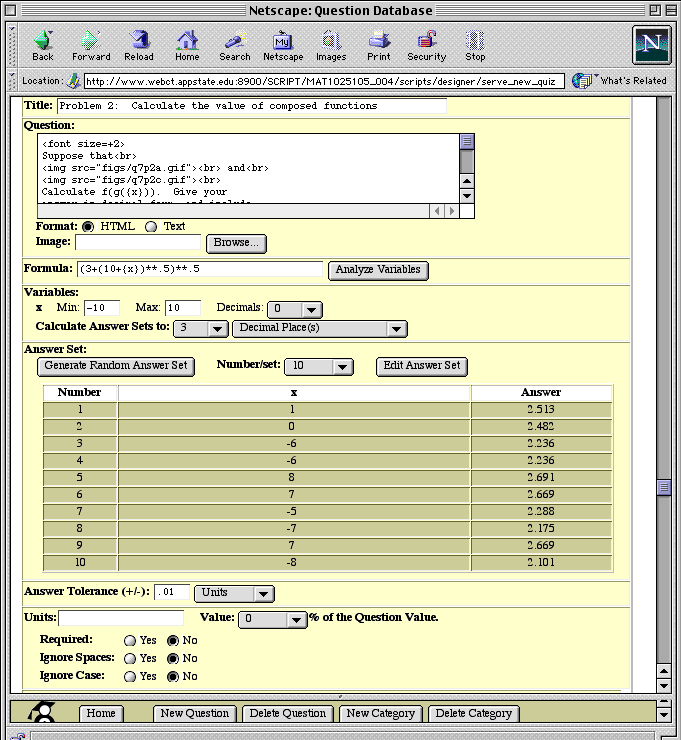 Netscape: Question Database
Back Forward Reload Home Search Netscape Images Print Security Stop
My
N
Location: http://www.webct.appstate.edu:8900/SCRIPT/MAT1025105_004/scripts/designer/serve_new_quiz What's Related
Title: Problem 2: Calculate the value of composed functions
Question:
<font size=+2>
Suppose that<br>
<img src="figs/q7p2a.gif"><br> and<br>
<img src="figs/q7p2c.gif"><br>
Calculate f(g({x})). Give your
Format: HTML Text
Image: Browse...
Formula: (3+(10+{x})**.5)**.5 Analyze Variables
Variables:
x Min: -10 Max: 10 Decimals: 0
Calculate Answer Sets to: 3 Decimal Place(s)
Answer Set:
Generate Random Answer Set Number/set: 10 Edit Answer Set
Number x Answer
1 1 2.513
2 0 2.482
3 -6 2.236
4 -6 2.236
5 8 2.691
6 7 2.669
7 -5 2.288
8 -7 2.175
9 7 2.669
10 -8 2.101
Answer Tolerance (+/-): .01 Units
Units: Value: 0 % of the Question Value.
Required: Yes No
Ignore Spaces: Yes No
Ignore Case: Yes No
Home New Question Delete Question New Category Delete Category